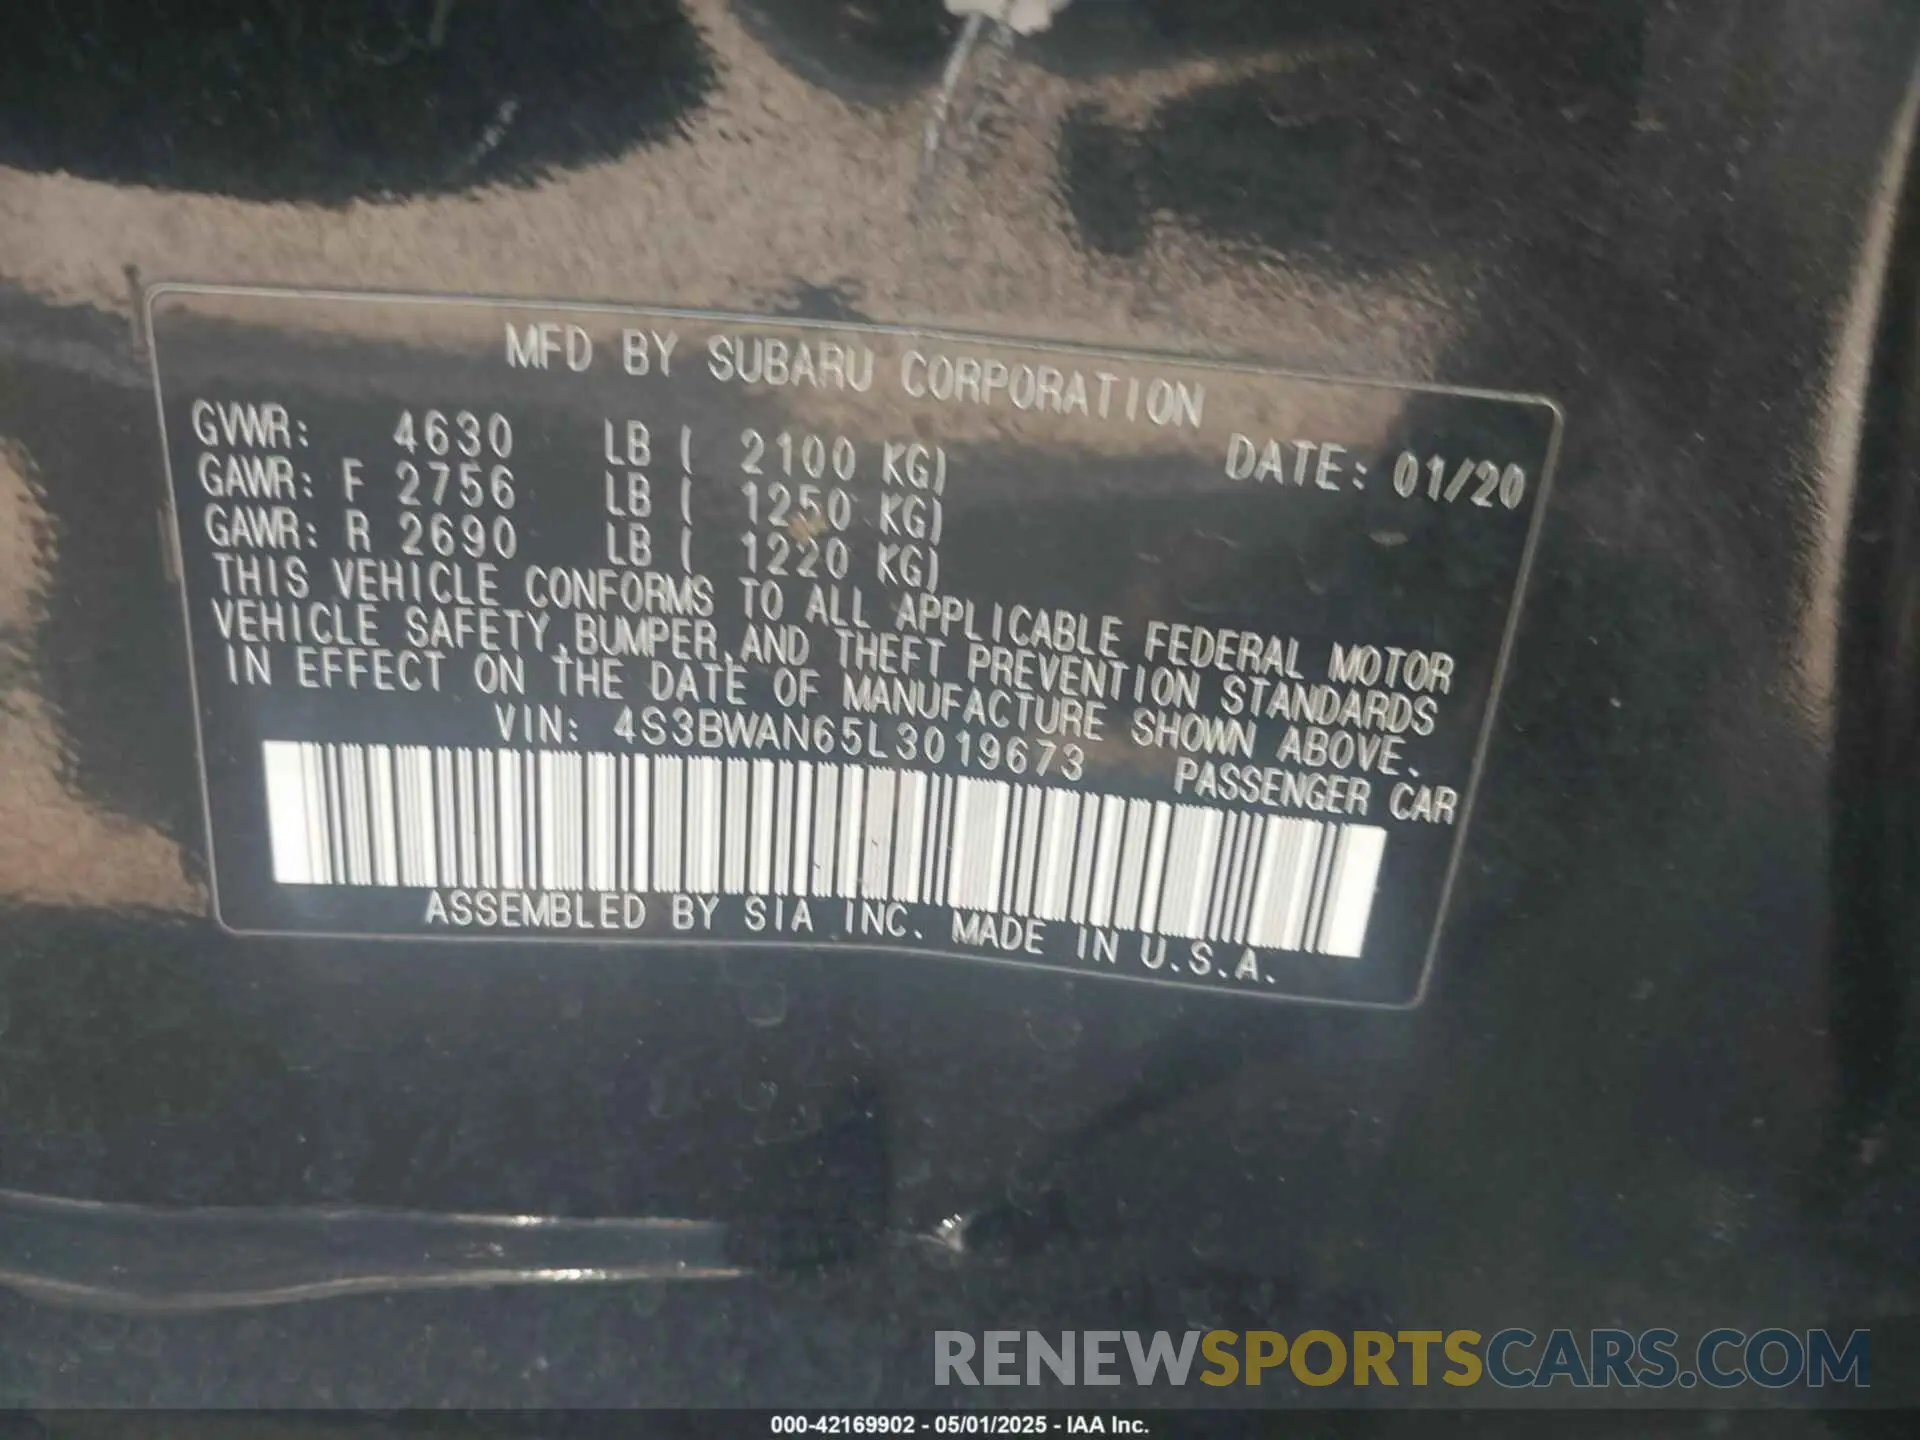 MFD BY SUBARU CORPORATION
GVWR: 4630 LB ( 2100 KG) DATE: 01/20
GAWR: F 2756 LB ( 1250 KG)
GAWR: R 2690 LB ( 1220 KG)
THIS VEHICLE CONFORMS TO ALL APPLICABLE FEDERAL MOTOR
VEHICLE SAFETY,BUMPER,AND THEFT PREVENTION STANDARDS
IN EFFECT ON THE DATE OF MANUFACTURE SHOWN ABOVE.
VIN: 4S3BWAN65L3019673 PASSENGER CAR
ASSEMBLED BY SIA INC. MADE IN U.S.A.
RENEWSPORTSCARS.COM
000-42169902 - 05/01/2025 - IAA Inc.